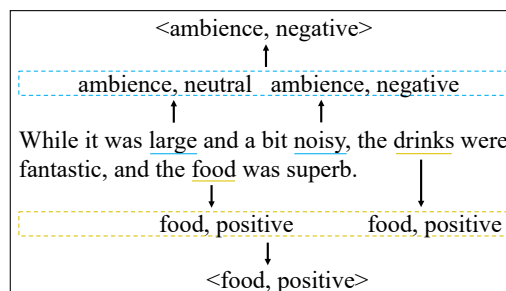 <ambience, negative>
ambience, neutral ambience, negative
While it was large and a bit noisy, the drinks were
fantastic, and the food was superb.
food, positive food, positive
<food, positive>